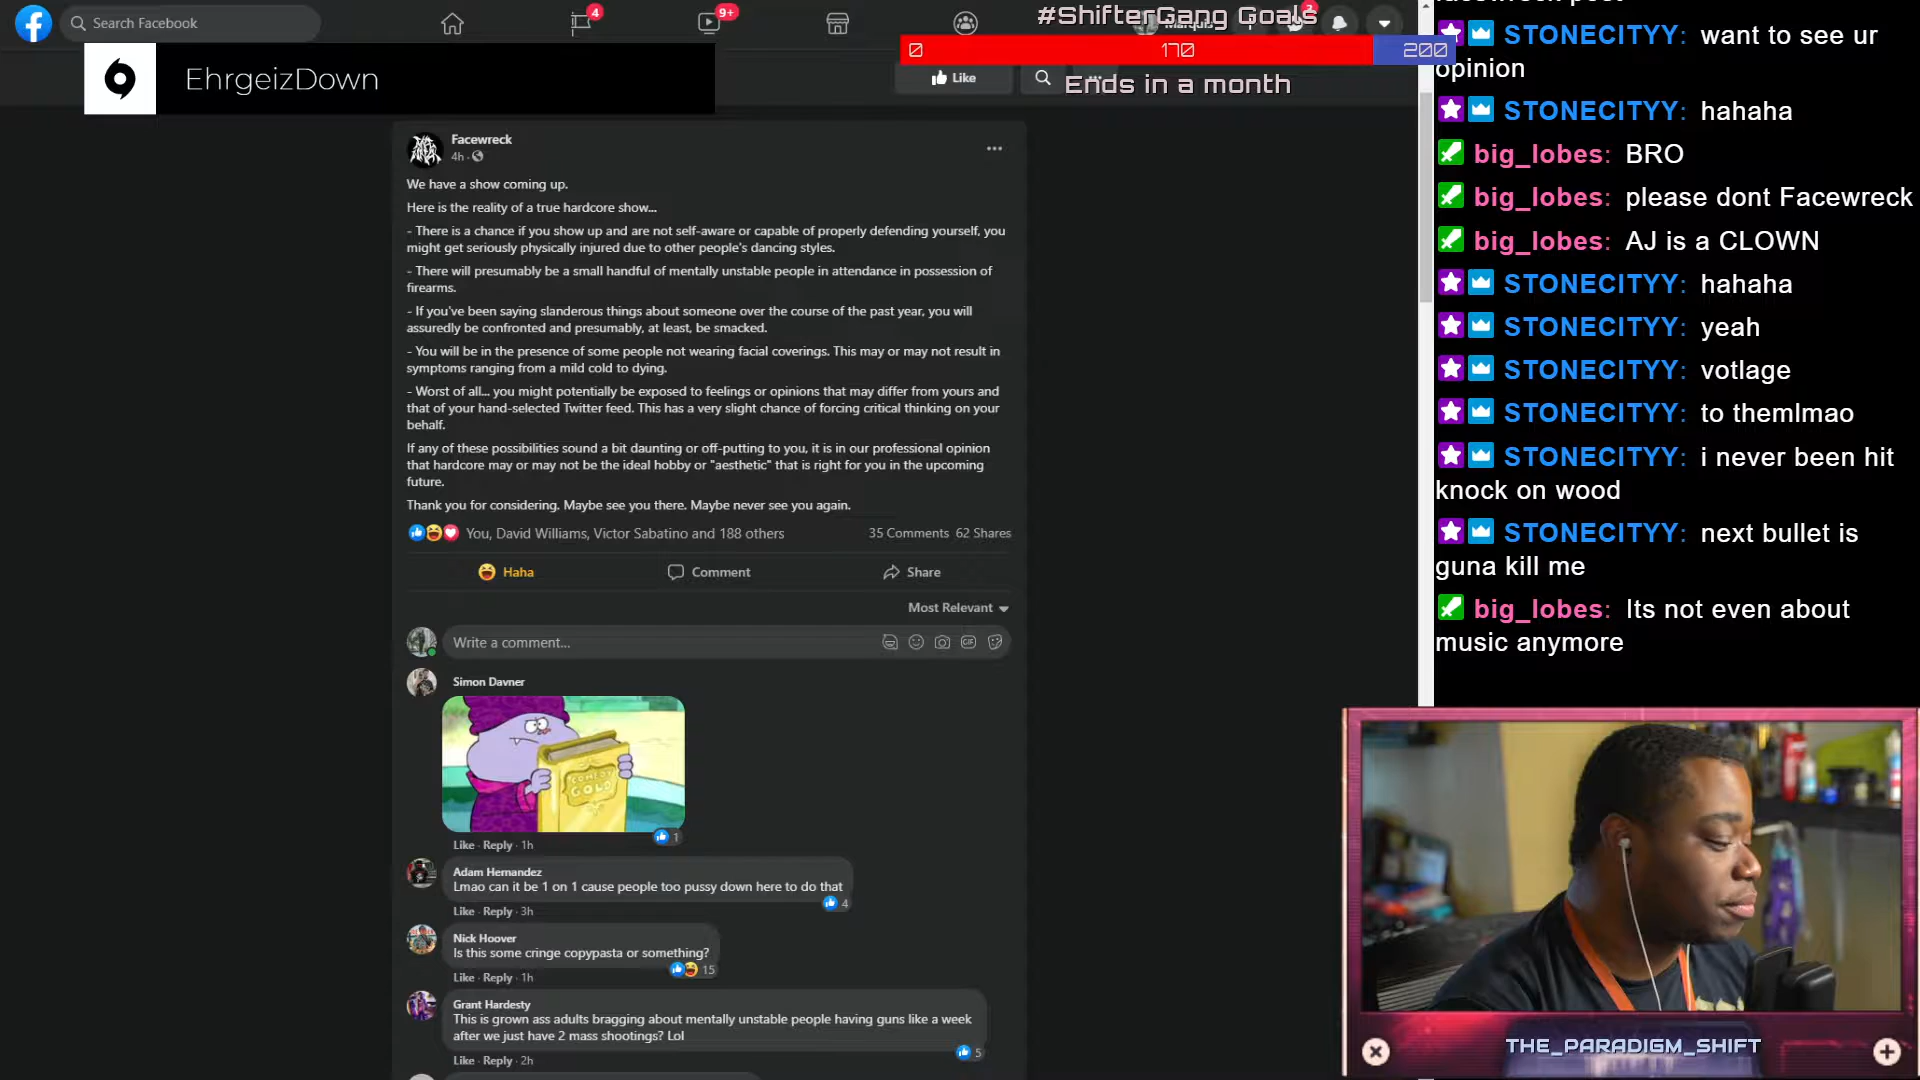 Search Facebook
4
9+
2
EhrgeizDown
#ShifterGang Goals
0
170
200
Ends in a month
Like
Facewreck
4h ·
We have a show coming up.
Here is the reality of a true hardcore show...
- There is a chance if you show up and are not self-aware or capable of properly defending yourself, you
might get seriously physically injured due to other people's dancing styles.
- There will presumably be a small handful of mentally unstable people in attendance in possession of
firearms.
- If you've been saying slanderous things about someone over the course of the past year, you will
assuredly be confronted and presumably, at least, be smacked.
- You will be in the presence of some people not wearing facial coverings. This may or may not result in
symptoms ranging from a mild cold to dying.
- Worst of all... you might potentially be exposed to feelings or opinions that may differ from yours and
that of your hand-selected Twitter feed. This has a very slight chance of forcing critical thinking on your
behalf.
If any of these possibilities sound a bit daunting or off-putting to you, it is in our professional opinion
that hardcore may or may not be the ideal hobby or "aesthetic" that is right for you in the upcoming
future.
Thank you for considering. Maybe see you there. Maybe never see you again.
You, David Williams, Victor Sabatino and 188 others
35 Comments 62 Shares
Haha
Comment
Share
Most Relevant
Write a comment...
GIF
Simon Davner
COMEDY
GOLD
1
Like · Reply · 1h
Adam Hernandez
Lmao can it be 1 on 1 cause people too pussy down here to do that
4
Like · Reply · 3h
Nick Hoover
Is this some cringe copypasta or something?
15
Like · Reply · 1h
Grant Hardesty
This is grown ass adults bragging about mentally unstable people having guns like a week
after we just have 2 mass shootings? Lol
5
Like · Reply · 2h
STONECITYY: want to see ur
opinion
STONECITYY: hahaha
big_lobes: BRO
big_lobes: please dont Facewreck
big_lobes: AJ is a CLOWN
STONECITYY: hahaha
STONECITYY: yeah
STONECITYY: votlage
STONECITYY: to themlmao
STONECITYY: i never been hit
knock on wood
STONECITYY: next bullet is
guna kill me
big_lobes: Its not even about
music anymore
THE_PARADIGM_SHIFT